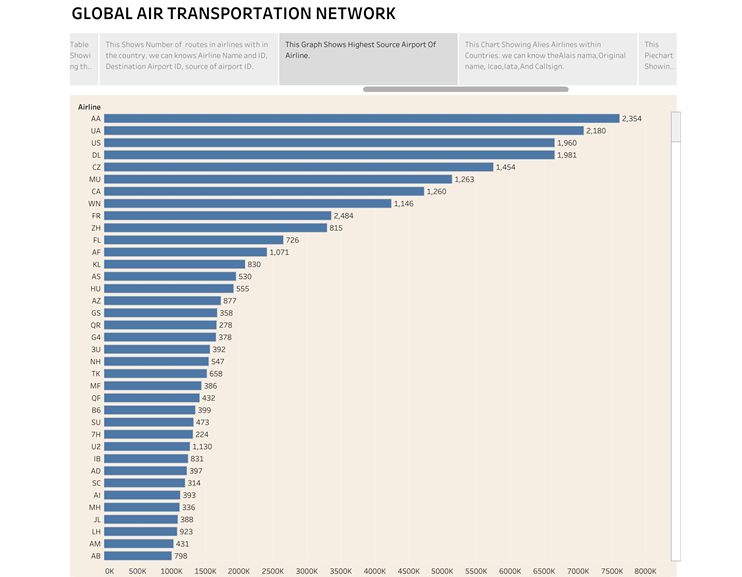 GLOBAL AIR TRANSPORTATION NETWORK
Table
Showi
ng th...
This Shows Number of routes in airlines with in
the country. we can knows Airline Name and ID,
Destination Airport ID, source of airport ID.
This Graph Shows Highest Source Airport Of
Airline.
This Chart Showing Alies Airlines within
Countries. we can know theAlais nama,Original
name, Icao,Iata,And Callsign.
This
Piechart
Showin...
Airline
AA 2,354
UA 2,180
US 1,960
DL 1,981
CZ 1,454
MU 1,263
CA 1,260
WN 1,146
FR 2,484
ZH 815
FL 726
AF 1,071
KL 830
AS 530
HU 555
AZ 877
GS 358
QR 278
G4 378
3U 392
NH 547
TK 658
MF 386
QF 432
B6 399
SU 473
7H 224
U2 1,130
IB 831
AD 397
SC 314
AI 393
MH 336
JL 388
LH 923
AM 431
AB 798
0K 500K 1000K 1500K 2000K 2500K 3000K 3500K 4000K 4500K 5000K 5500K 6000K 6500K 7000K 7500K 8000K